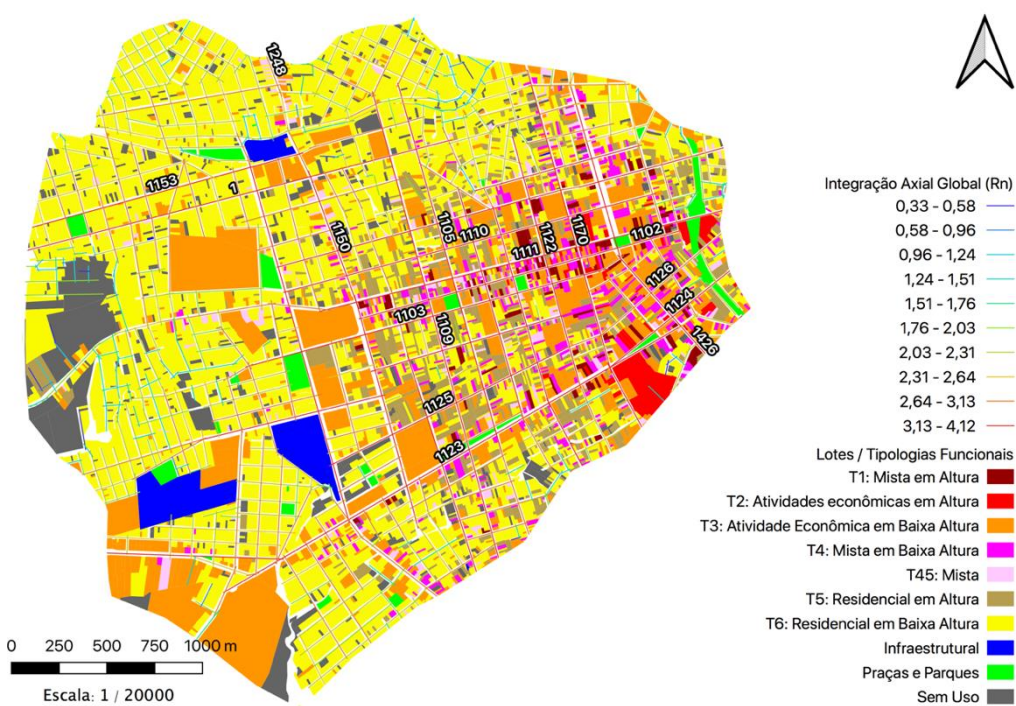 1248
1153
1
1150
1105
1110
1111
1122
1170
1102
1126
1124
1426
1103
1109
1125
1123
Integração Axial Global (Rn)
0,33 - 0,58
0,58 - 0,96
0,96 - 1,24
1,24 - 1,51
1,51 - 1,76
1,76 - 2,03
2,03 - 2,31
2,31 - 2,64
2,64 - 3,13
3,13 - 4,12
Lotes / Tipologias Funcionais
T1: Mista em Altura
T2: Atividades econômicas em Altura
T3: Atividade Econômica em Baixa Altura
T4: Mista em Baixa Altura
T45: Mista
T5: Residencial em Altura
T6: Residencial em Baixa Altura
Infraestrutural
Praças e Parques
Sem Uso
0 250 500 750 1000 m
Escala: 1 / 20000